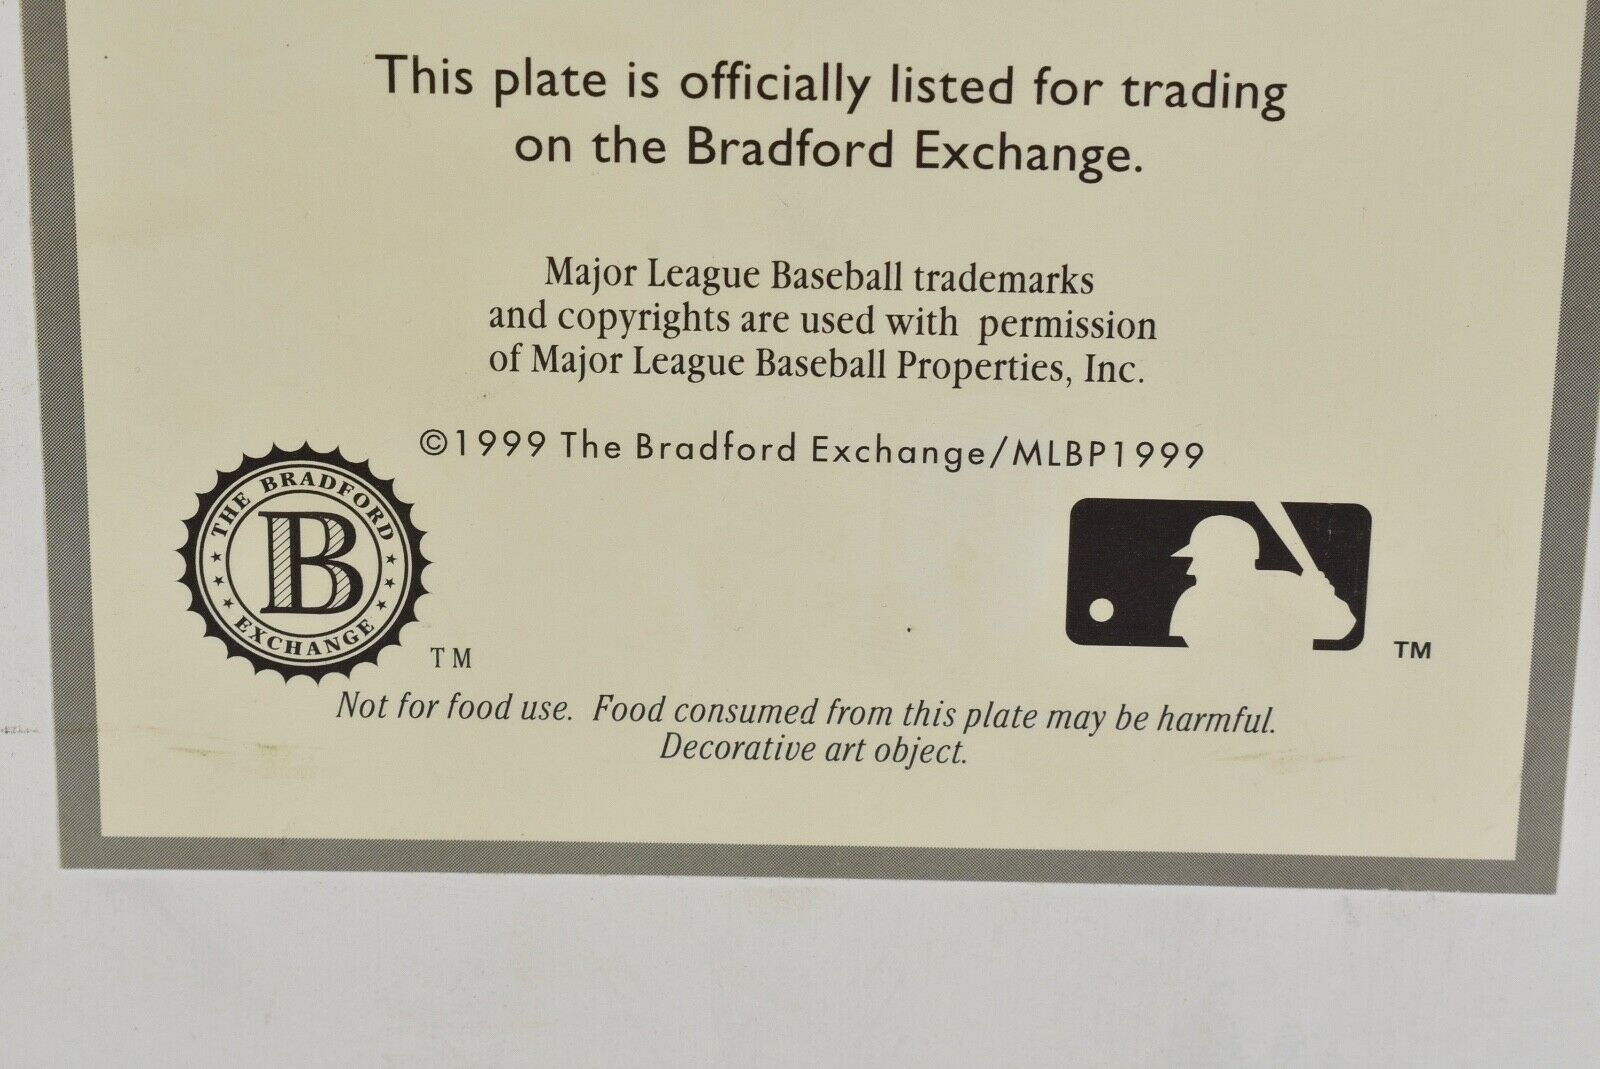 This plate is officially listed for trading
on the Bradford Exchange.
Major League Baseball trademarks
and copyrights are used with permission
of Major League Baseball Properties, Inc.
©1999 The Bradford Exchange/MLBP1999
THE BRADFORD
B
EXCHANGE
TM
TM
Not for food use. Food consumed from this plate may be harmful.
Decorative art object.